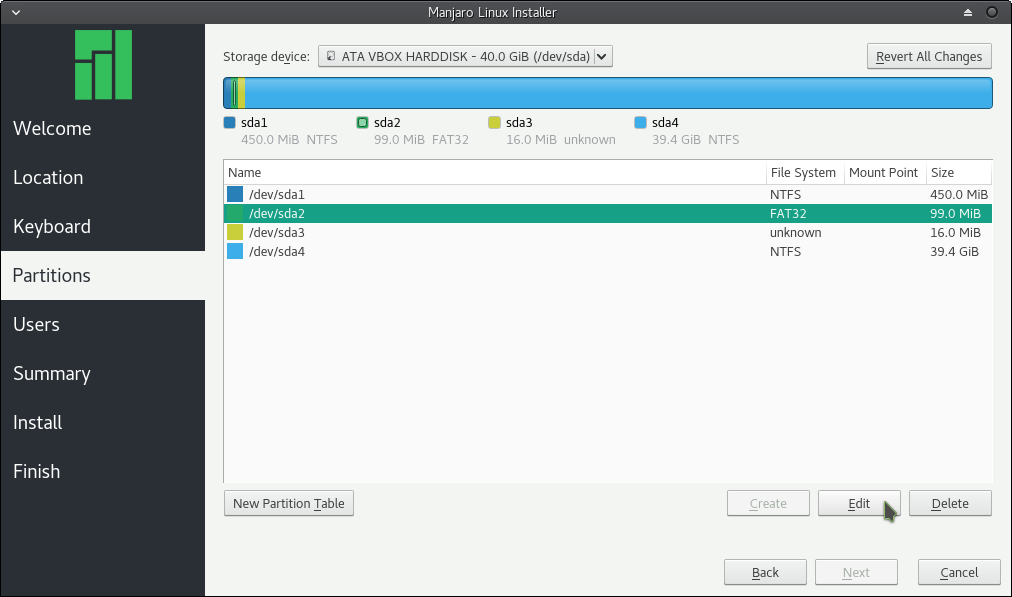 Manjaro Linux Installer
Welcome
Location
Keyboard
Partitions
Users
Summary
Install
Finish
Storage device: ATA VBOX HARDDISK - 40.0 GiB (/dev/sda) Revert All Changes
sda1 sda2 sda3 sda4
450.0 MiB NTFS 99.0 MiB FAT32 16.0 MiB unknown 39.4 GiB NTFS
Name File System Mount Point Size
/dev/sda1 NTFS 450.0 MiB
/dev/sda2 FAT32 99.0 MiB
/dev/sda3 unknown 16.0 MiB
/dev/sda4 NTFS 39.4 GiB
New Partition Table Create Edit Delete
Back Next Cancel